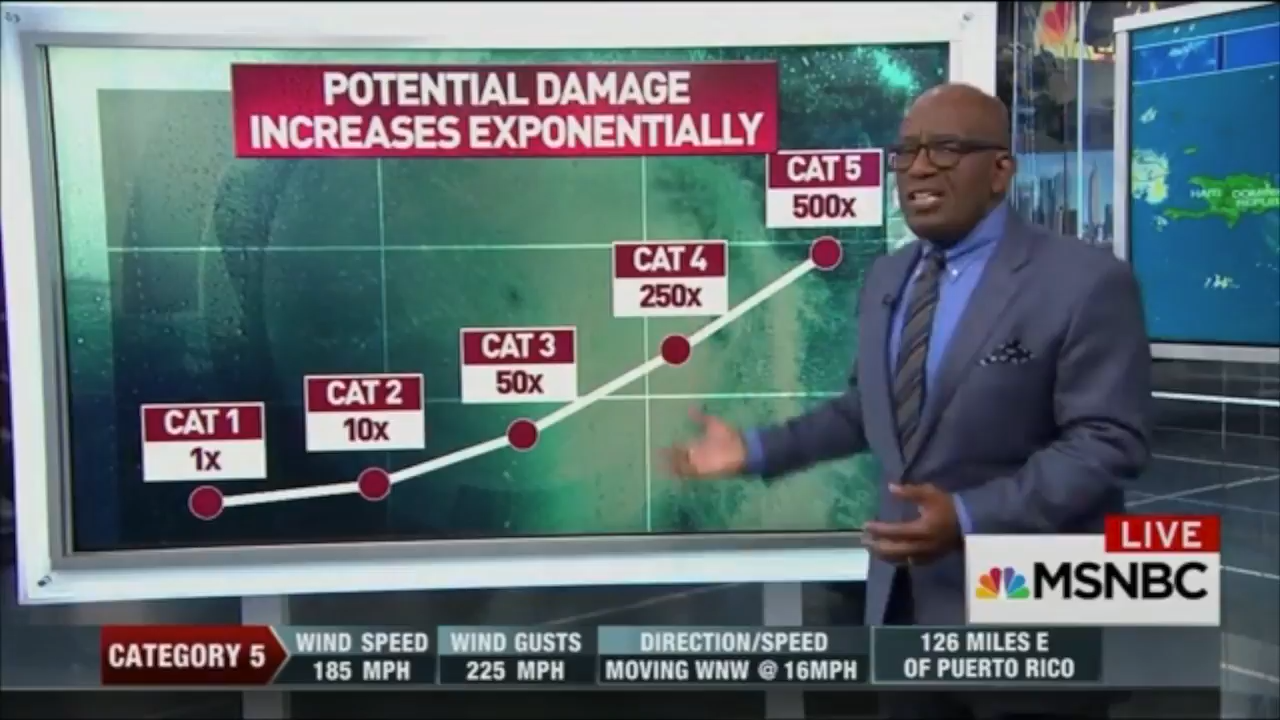 POTENTIAL DAMAGE
INCREASES EXPONENTIALLY
CAT 5
500x
CAT 4
250x
CAT 3
50x
CAT 2
10x
CAT 1
1x
HAITI
LIVE
MSNBC
CATEGORY 5
WIND SPEED
185 MPH
WIND GUSTS
225 MPH
DIRECTION/SPEED
MOVING WNW @ 16MPH
126 MILES E
OF PUERTO RICO